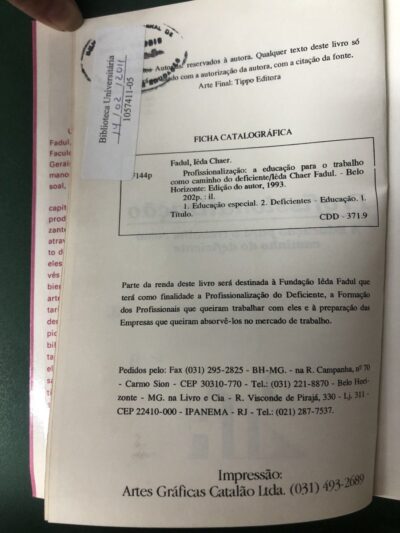 Biblioteca Universitária
14 / 02 / 2011
1057411-05
reservados à autora. Qualquer texto deste livro só
com a autorização da autora, com a citação da fonte.
Arte Final: Tippo Editora
FICHA CATALOGRÁFICA
Fadul, Iêda Chaer.
F144p Profissionalização: a educação para o trabalho
como caminho do deficiente/Iêda Chaer Fadul. - Belo
Horizonte: Edição do autor, 1993.
202p. : il.
1. Educação especial. 2. Deficientes - Educação. I.
Título.
CDD - 371.9
Parte da renda deste livro será destinada à Fundação Iêda Fadul que
terá como finalidade a Profissionalização do Deficiente, a Formação
dos Profissionais que queiram trabalhar com eles e à preparação das
Empresas que queiram absorvê-los no mercado de trabalho.
Pedidos pelo: Fax (031) 295-2825 - BH-MG. - na R. Campanha, nº 70
- Carmo Sion - CEP 30310-770 - Tel.: (031) 221-8870 - Belo Hori-
zonte - MG. na Livro e Cia - R. Visconde de Pirajá, 330 - Lj. 311 -
CEP 22410-000 - IPANEMA - RJ - Tel.: (021) 287-7537.
Impressão:
Artes Gráficas Catalão Ltda. (031) 493-2689